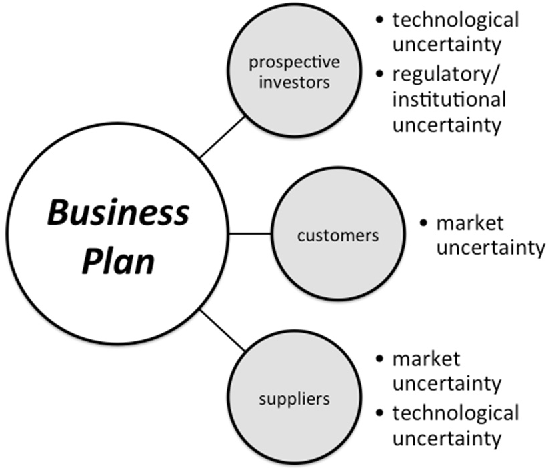 Business
Plan
prospective
investors
• technological
uncertainty
• regulatory/
institutional
uncertainty
customers
• market
uncertainty
suppliers
• market
uncertainty
• technological
uncertainty